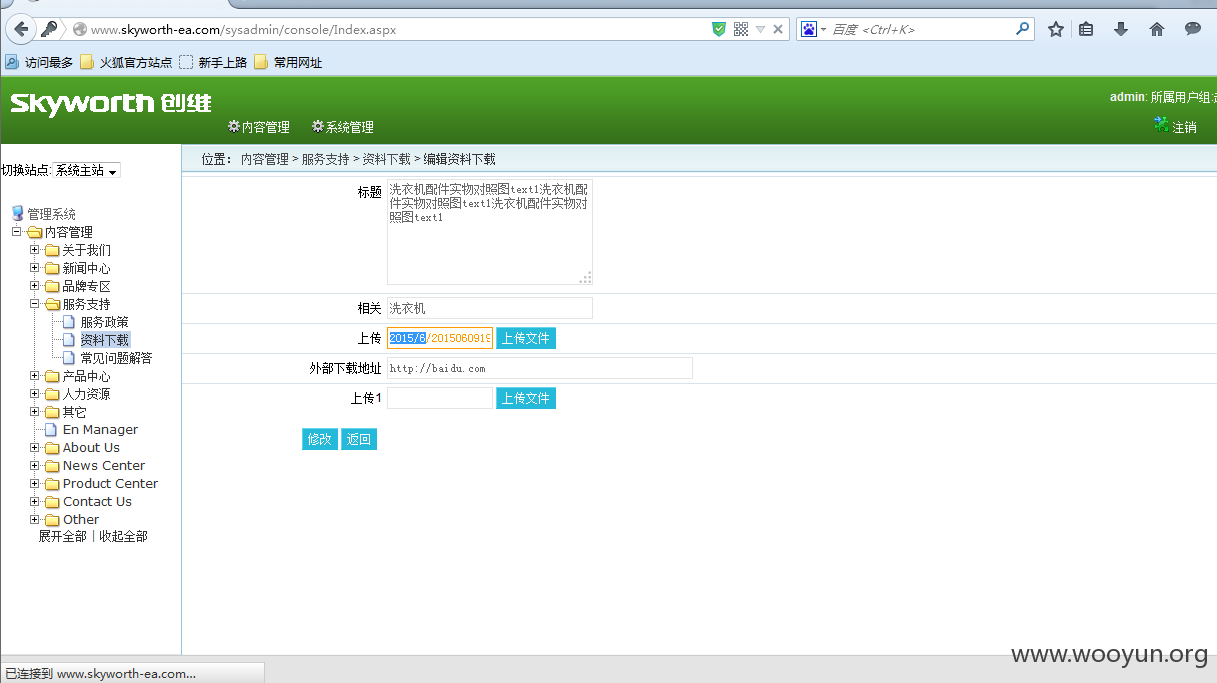 www.skyworth-ea.com/sysadmin/console/Index.aspx
百度 <Ctrl+K>
访问最多 火狐官方站点 新手上路 常用网址
Skyworth 创维
admin: 所属用户组:
内容管理 系统管理
注销
切换站点: 系统主站
位置： 内容管理 > 服务支持 > 资料下载 > 编辑资料下载
管理系统
内容管理
关于我们
新闻中心
品牌专区
服务支持
服务政策
资料下载
常见问题解答
产品中心
人力资源
其它
En Manager
About Us
News Center
Product Center
Contact Us
Other
展开全部 | 收起全部
标题
洗衣机配件实物对照图text1洗衣机配
件实物对照图text1洗衣机配件实物对
照图text1
相关 洗衣机
上传 2015/6/2015060919 上传文件
外部下载地址 http://baidu.com
上传1 上传文件
修改 返回
www.wooyun.org
已连接到 www.skyworth-ea.com...